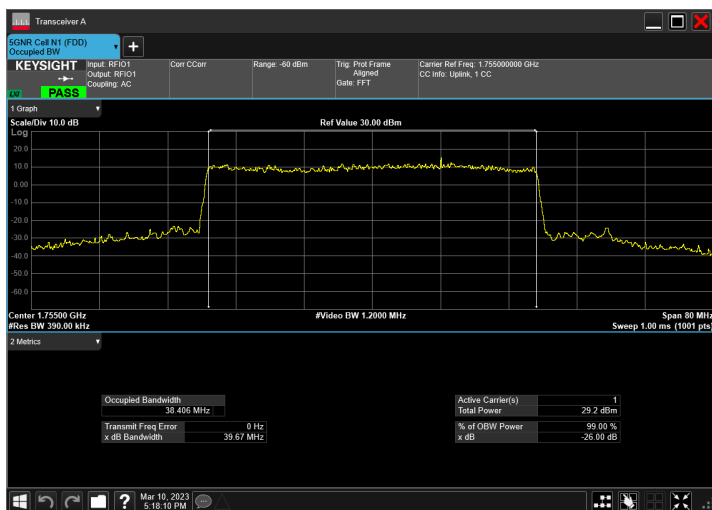 Transceiver A
5GNR Cell N1 (FDD)
Occupied BW
KEYSIGHT
LXI
PASS
Input: RFIO1
Output: RFIO1
Coupling: AC
Corr CCorr
Range: -60 dBm
Trig: Prot Frame
Aligned
Gate: FFT
Carrier Ref Freq: 1.755000000 GHz
CC Info: Uplink, 1 CC
1 Graph
Scale/Div 10.0 dB
Ref Value 30.00 dBm
Log
20.0
10.0
0.00
-10.0
-20.0
-30.0
-40.0
-50.0
-60.0
Center 1.75500 GHz
#Video BW 1.2000 MHz
Span 80 MHz
#Res BW 390.00 kHz
Sweep 1.00 ms (1001 pts)
2 Metrics
Occupied Bandwidth
38.406 MHz
Transmit Freq Error 0 Hz
x dB Bandwidth 39.67 MHz
Active Carrier(s) 1
Total Power 29.2 dBm
% of OBW Power 99.00 %
x dB -26.00 dB
?
Mar 10, 2023
5:18:10 PM